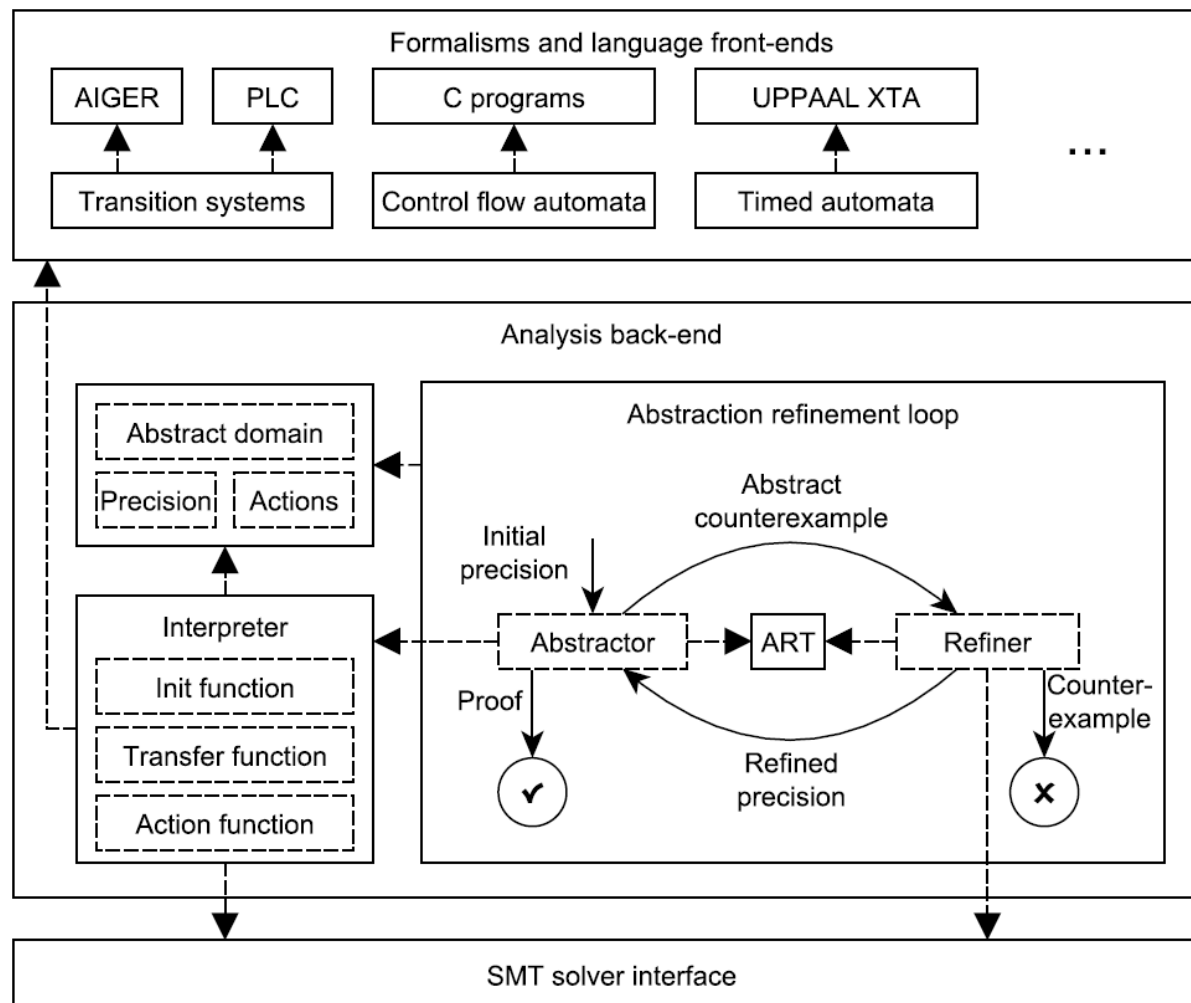 Formalisms and language front-ends
AIGER
PLC
C programs
UPPAAL XTA
...
Transition systems
Control flow automata
Timed automata
Analysis back-end
Abstract domain
Precision
Actions
Interpreter
Init function
Transfer function
Action function
Abstraction refinement loop
Abstract
counterexample
Initial
precision
Abstractor
ART
Refiner
Proof
Counter-
example
Refined
precision
SMT solver interface